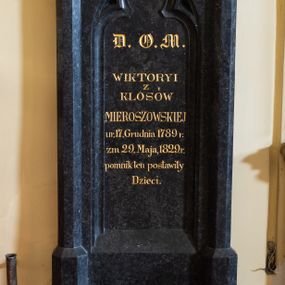 D. O. M.
WIKTORYI
Z
KŁOSÓW
MIEROSZOWSKIEJ
ur. 17. Grudnia 1789 r.
zm 29. Maja, 1829 r.
pomnik ten postawiły
Dzieci.